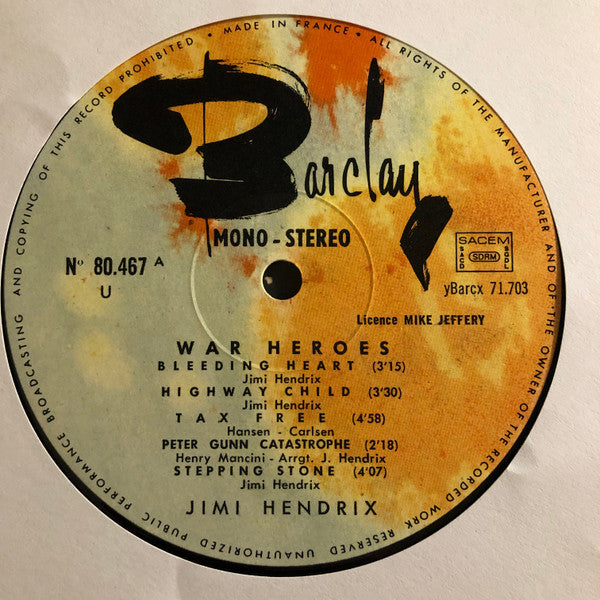 UNAUTHORIZED PUBLIC PERFORMANCE BROADCASTING AND COPYING OF THIS RECORD PROHIBITED • MADE IN FRANCE • ALL RIGHTS OF THE MANUFACTURER AND OF THE OWNER OF THE RECORDED WORK RESERVED
Barclay
MONO - STEREO
Nº 80.467 A
U
SACEM
SACD SDRM SGDL
yBarcx 71.703
Licence MIKE JEFFERY
WAR HEROES
BLEEDING HEART (3'15)
Jimi Hendrix
HIGHWAY CHILD (3'30)
Jimi Hendrix
TAX FREE (4'58)
Hansen - Carlsen
PETER GUNN CATASTROPHE (2'18)
Henry Mancini - Arrgt. J. Hendrix
STEPPING STONE (4'07)
Jimi Hendrix
JIMI HENDRIX